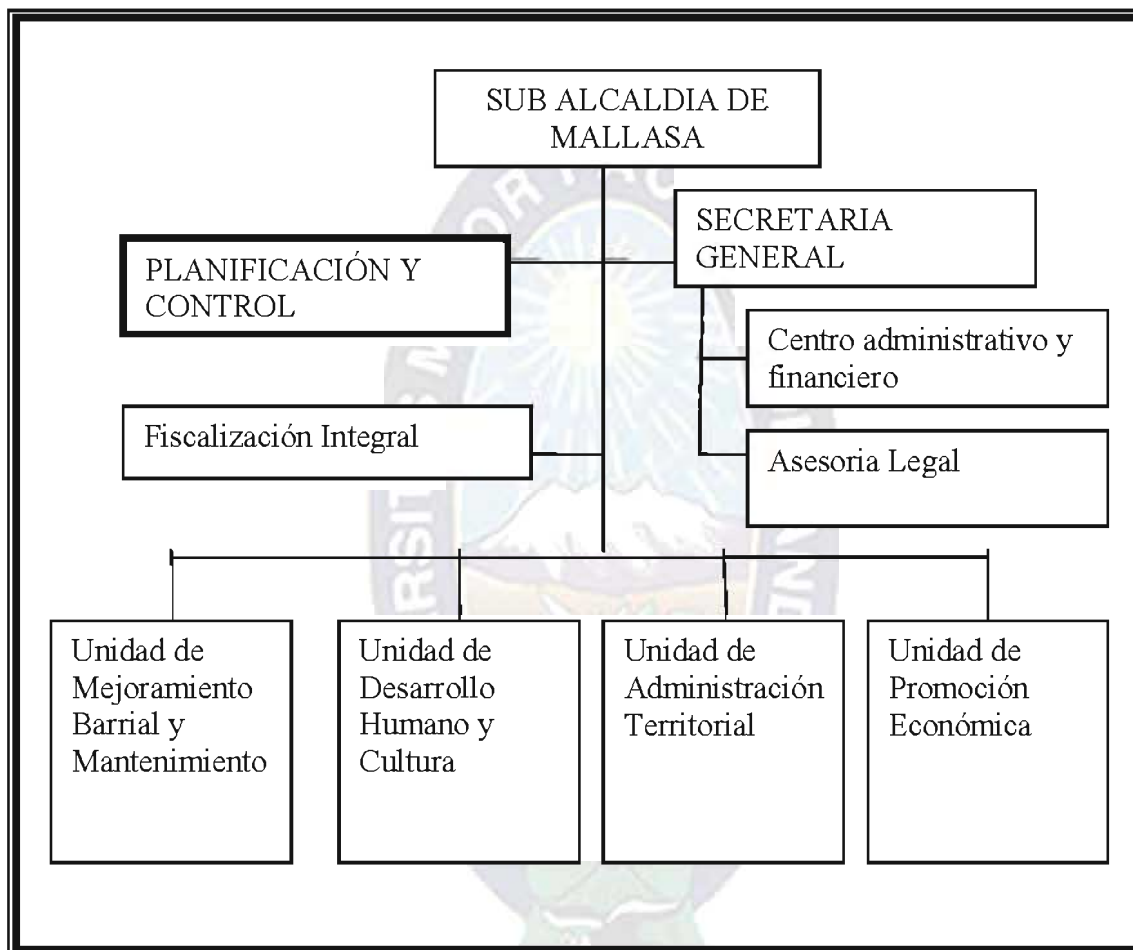 SUB ALCALDIA DE
MALLASA
SECRETARIA
GENERAL
PLANIFICACIÓN Y
CONTROL
Centro administrativo y
financiero
Fiscalización Integral
Asesoria Legal
Unidad de
Mejoramiento
Barrial y
Mantenimiento
Unidad de
Desarrollo
Humano y
Cultura
Unidad de
Administración
Territorial
Unidad de
Promoción
Económica